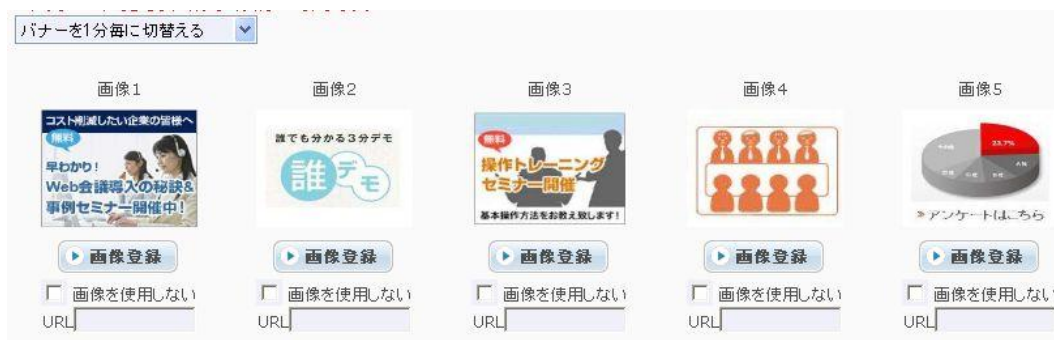 バナーを1分毎に切替える
画像1
画像2
画像3
画像4
画像5
コスト削減したい企業の皆様へ
無料
早わかり!
Web会議導入の秘訣&
事例セミナー開催中!
誰でも分かる3分デモ
誰デモ
無料
操作トレーニング
セミナー開催
基本操作方法をお教え致します!
33.7%
≫アンケートはこちら
画像登録
画像登録
画像登録
画像登録
画像登録
画像を使用しない
画像を使用しない
画像を使用しない
画像を使用しない
画像を使用しない
URL
URL
URL
URL
URL